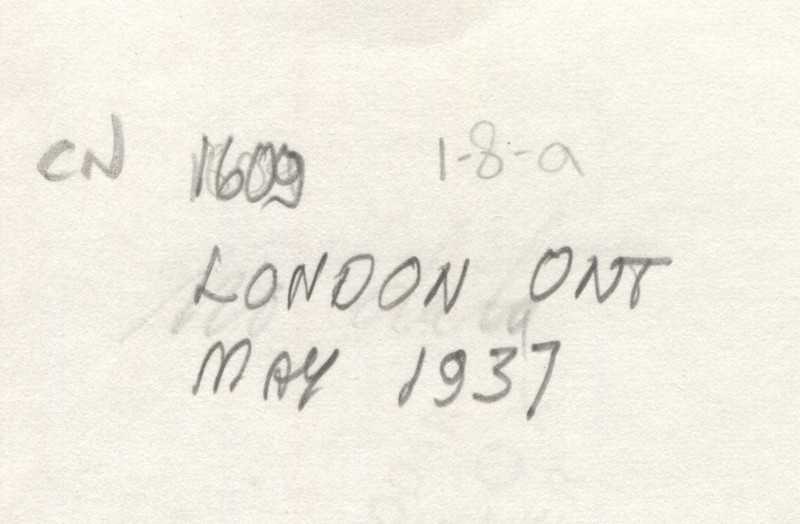 CN 1609 1-8-a
LONDON ONT
MAY 1937